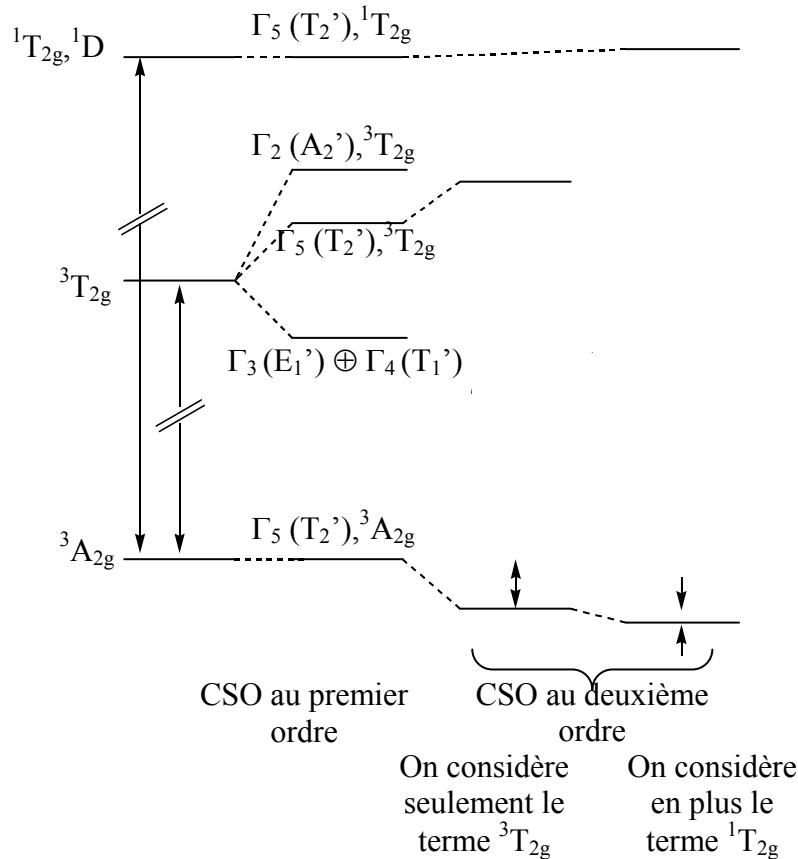 ¹T₂g, ¹D
Γ₅ (T₂’), ¹T₂g
Γ₂ (A₂’), ³T₂g
Γ₅ (T₂’), ³T₂g
³T₂g
Γ₃ (E₁’) ⊕ Γ₄ (T₁’)
³A₂g
Γ₅ (T₂’), ³A₂g
CSO au premier
ordre
CSO au deuxième
ordre
On considère
seulement le
terme ³T₂g
On considère
en plus le
terme ¹T₂g